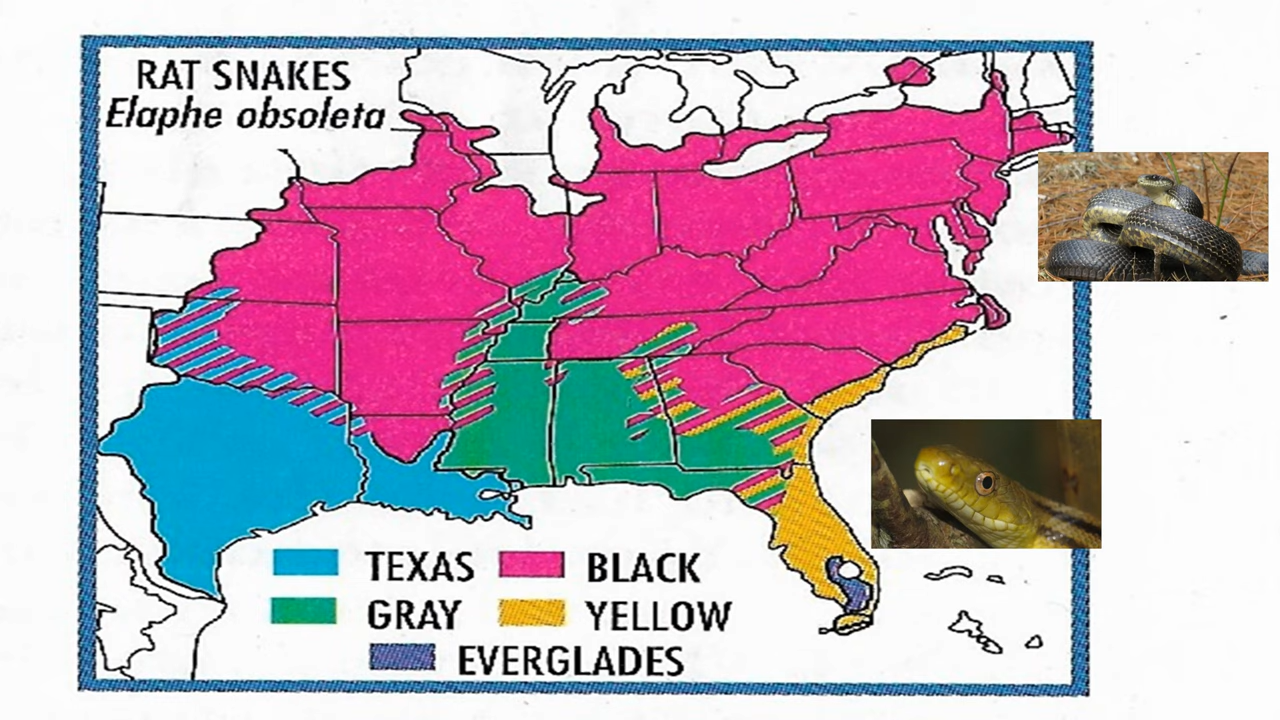 RAT SNAKES
Elaphe obsoleta
TEXAS BLACK
GRAY YELLOW
EVERGLADES